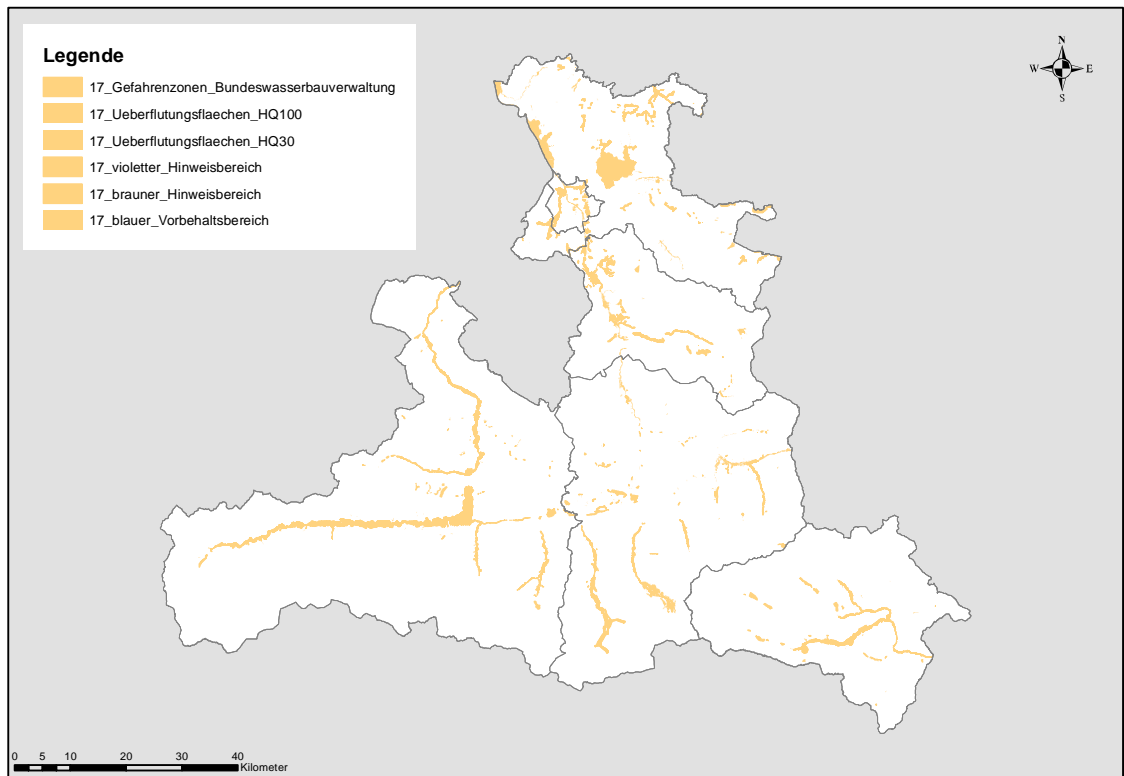 Legende
17_Gefahrenzonen_Bundeswasserbauverwaltung
17_Ueberflutungsflaechen_HQ100
17_Ueberflutungsflaechen_HQ30
17_violetter_Hinweisbereich
17_brauner_Hinweisbereich
17_blauer_Vorbehaltsbereich
N
W E
S
0 5 10 20 30 40
Kilometer